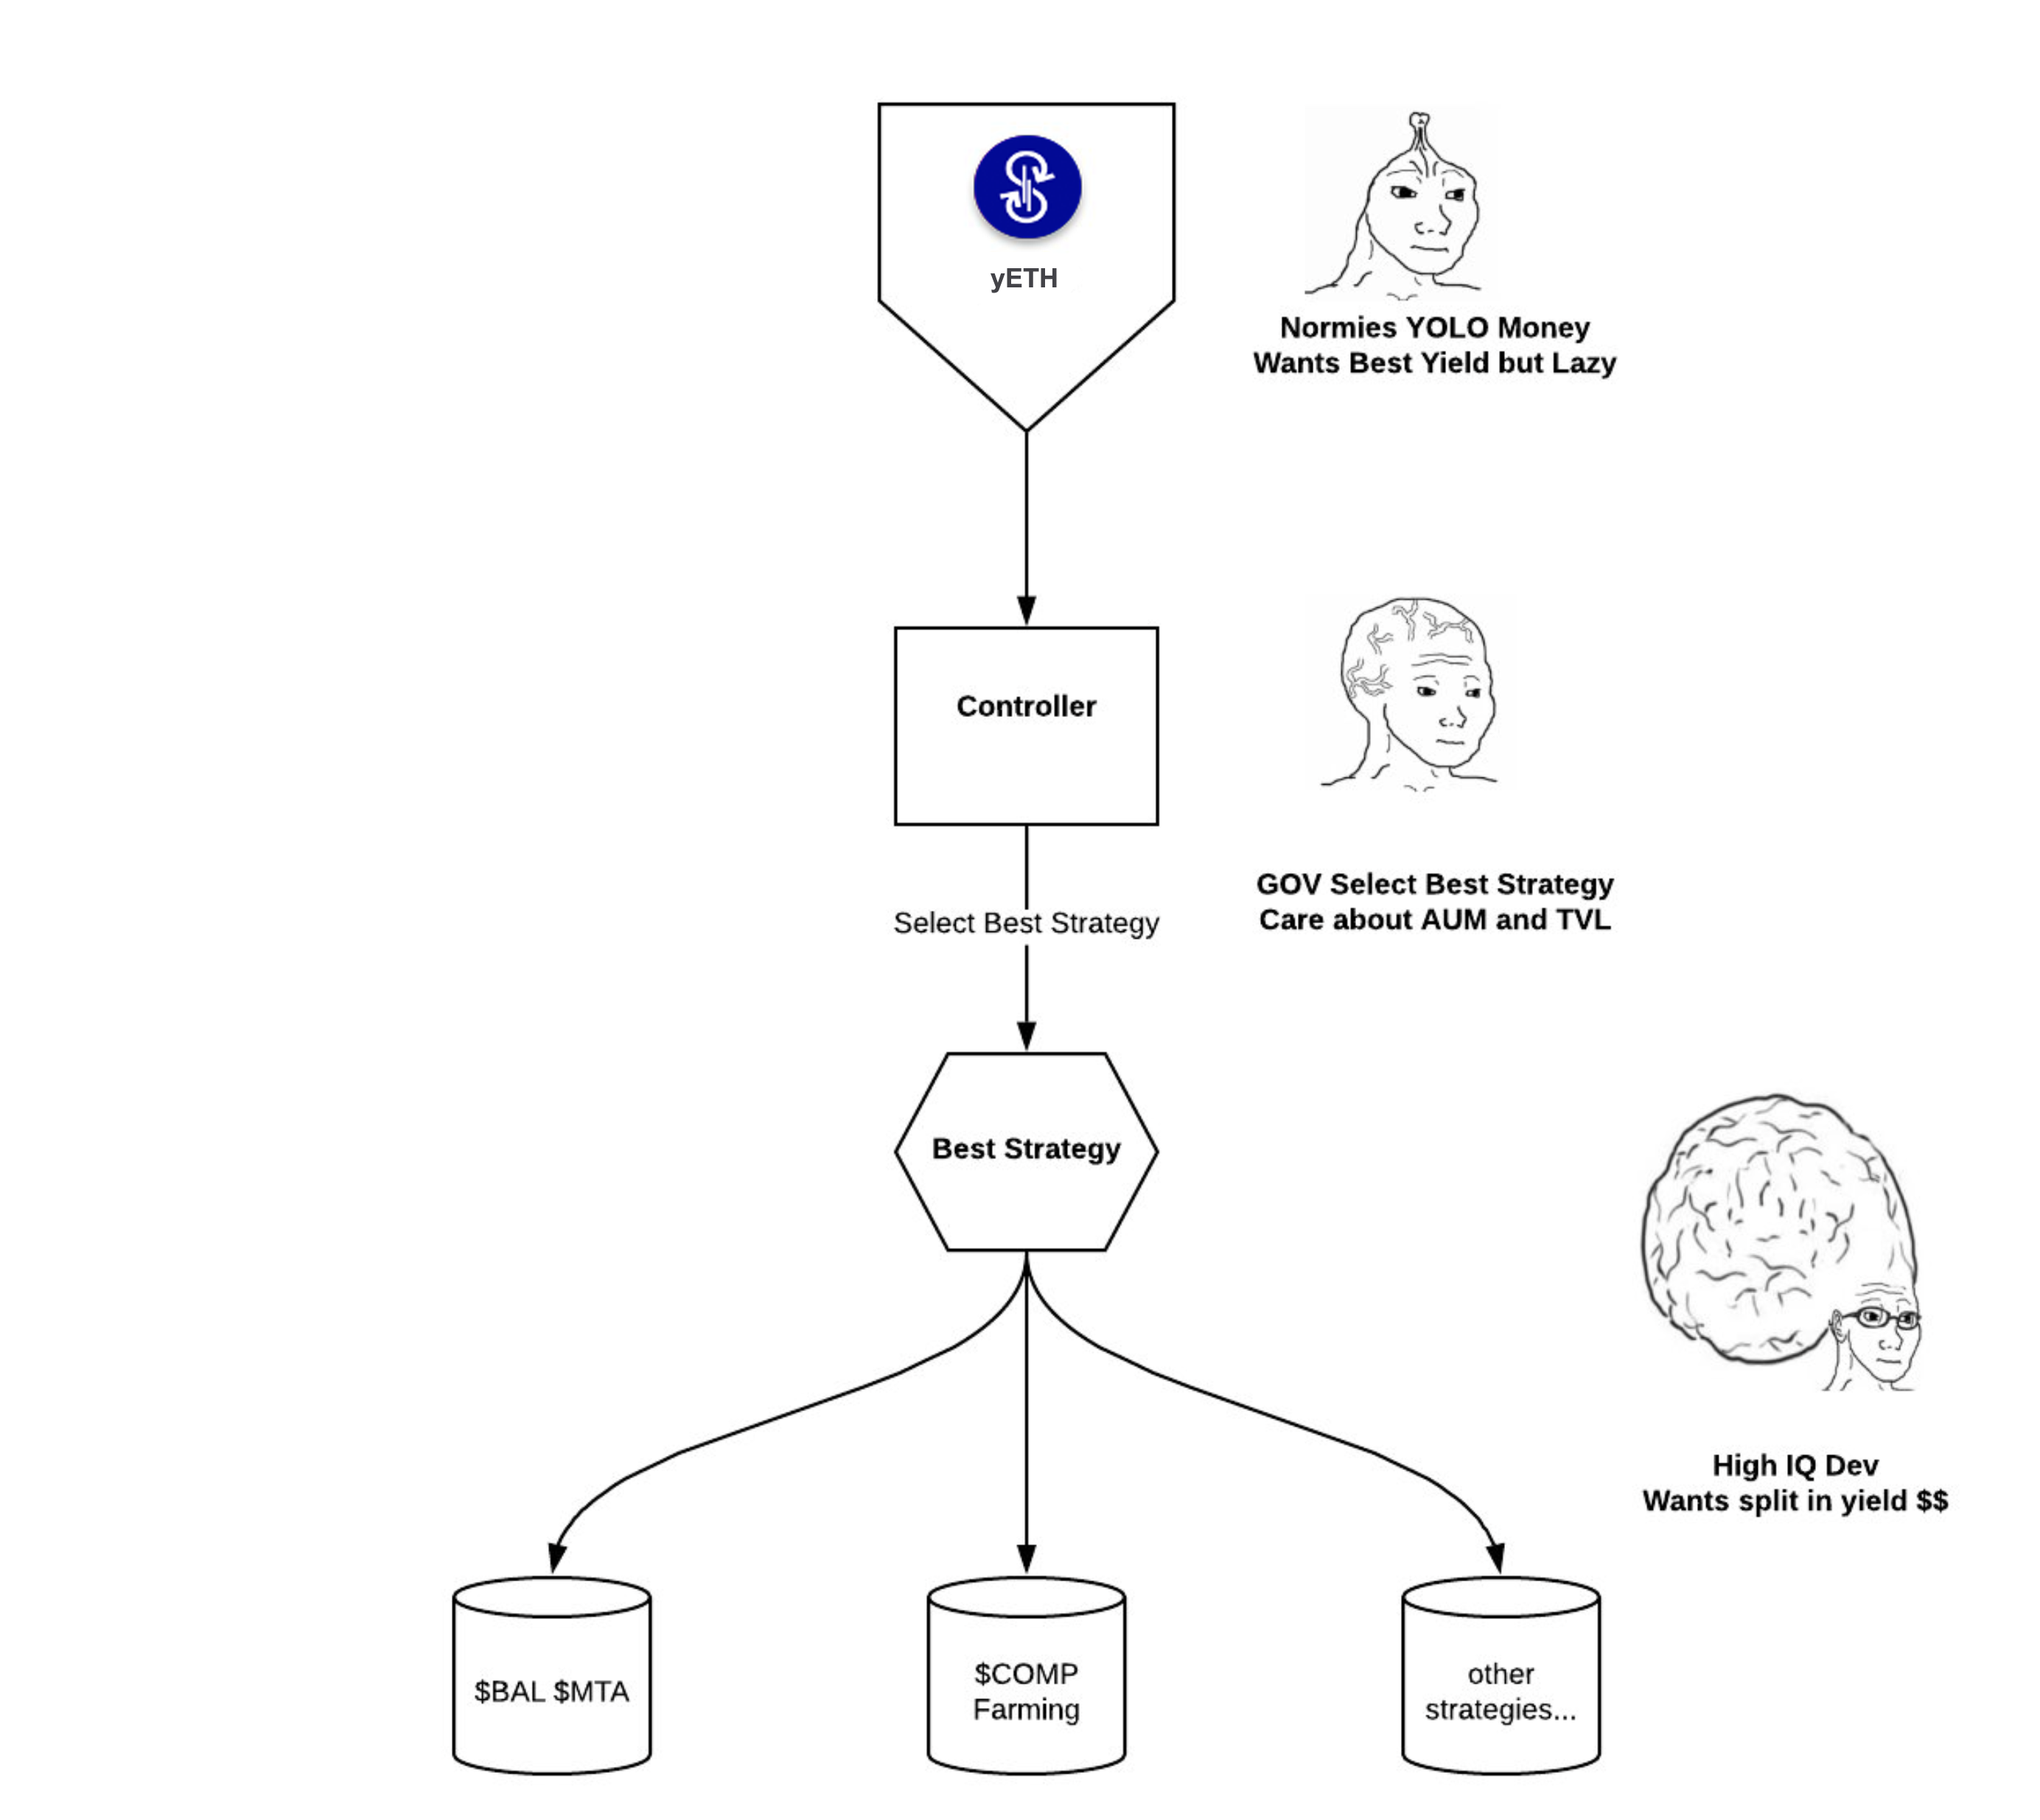 yETH
Normies YOLO Money
Wants Best Yield but Lazy
Controller
GOV Select Best Strategy
Care about AUM and TVL
Select Best Strategy
Best Strategy
High IQ Dev
Wants split in yield $$
$BAL $MTA
$COMP
Farming
other
strategies...